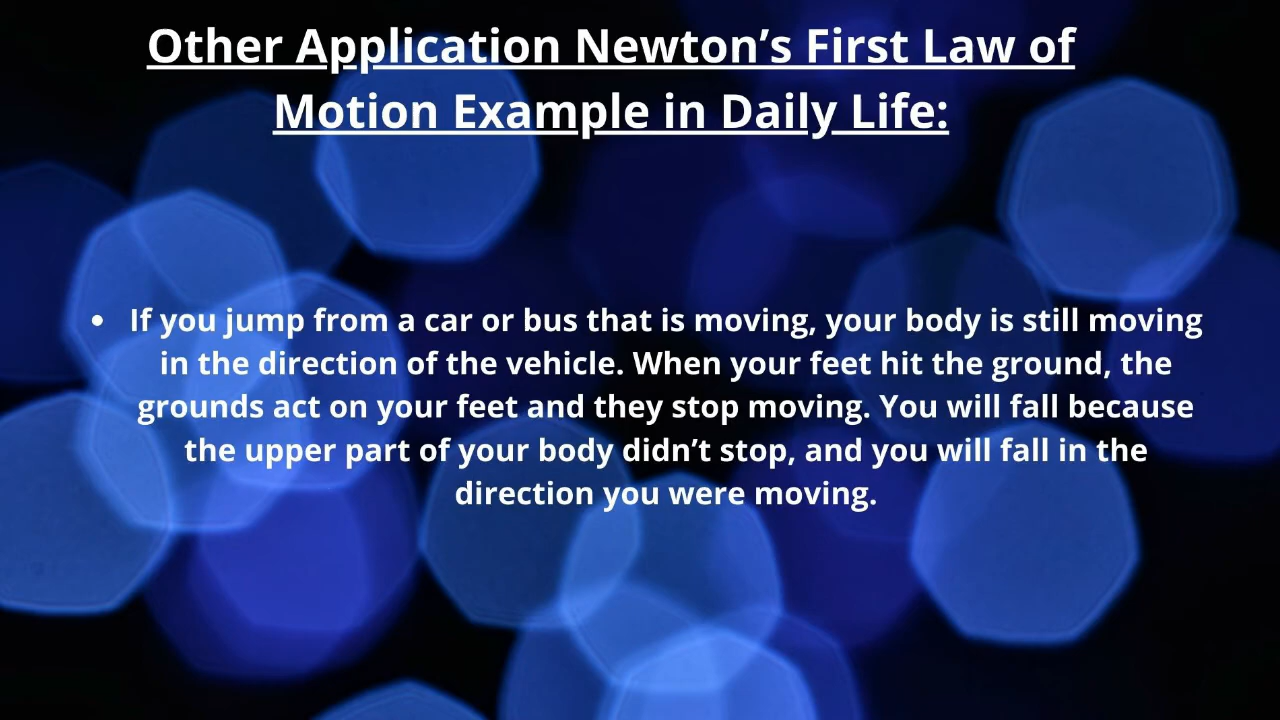 Other Application Newton’s First Law of
Motion Example in Daily Life:
• If you jump from a car or bus that is moving, your body is still moving
in the direction of the vehicle. When your feet hit the ground, the
grounds act on your feet and they stop moving. You will fall because
the upper part of your body didn’t stop, and you will fall in the
direction you were moving.